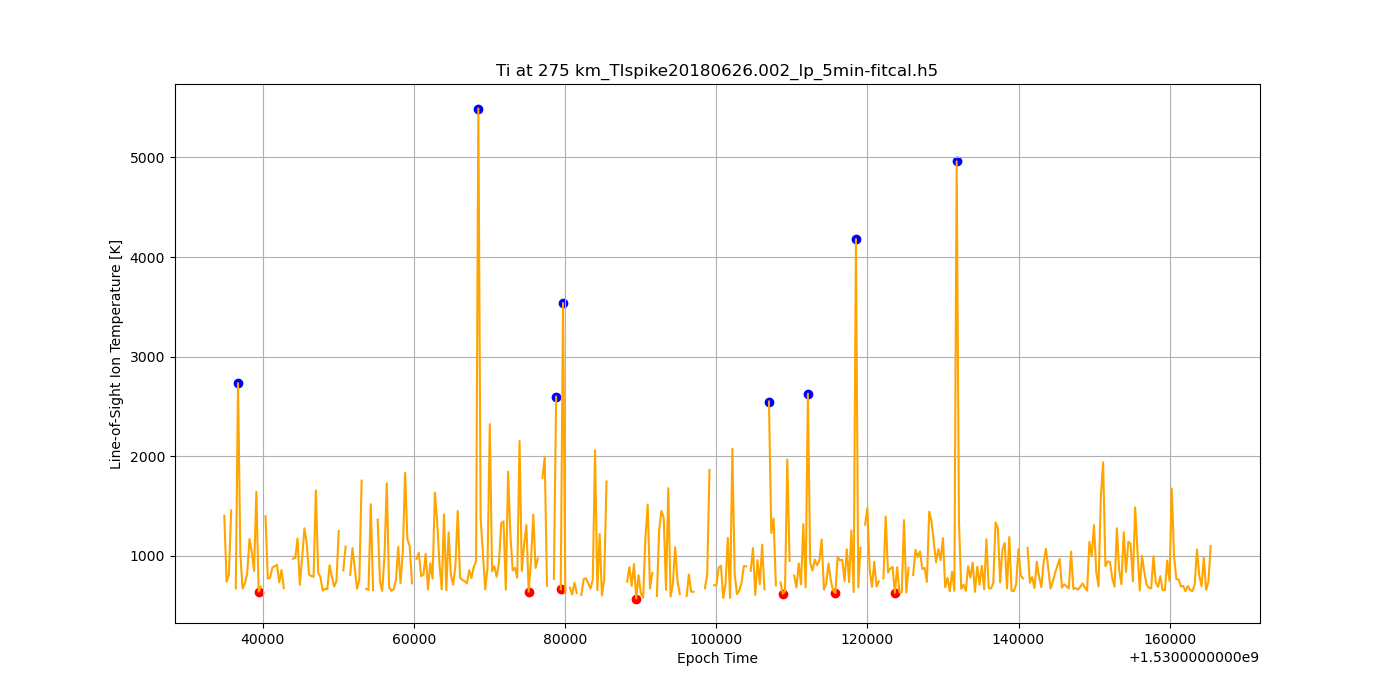 Ti at 275 km_TIspike20180626.002_lp_5min-fitcal.h5
Line-of-Sight Ion Temperature [K]
5000
4000
3000
2000
1000
40000 60000 80000 100000 120000 140000 160000
Epoch Time
+1.5300000000e9